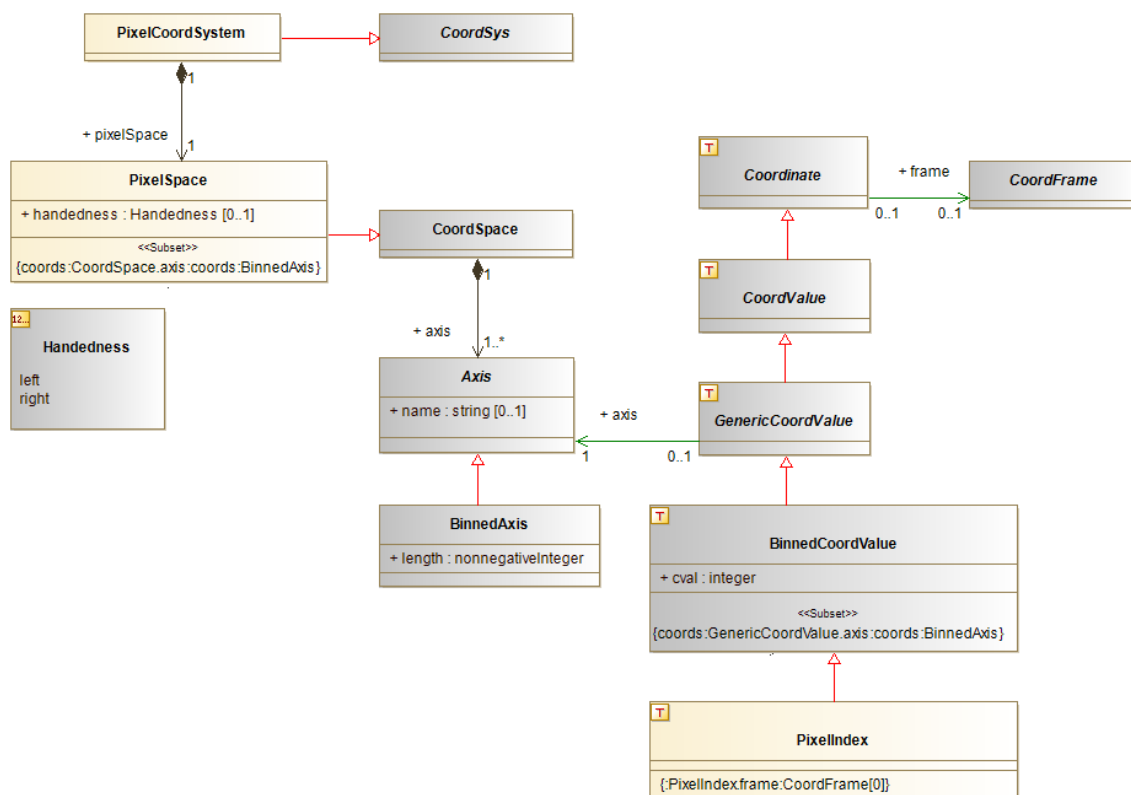 PixelCoordSystem
CoordSys
1
+ pixelSpace
1
PixelSpace
+ handedness : Handedness [0..1]
<<Subset>>
{coords:CoordSpace.axis:coords:BinnedAxis}
CoordSpace
1
+ axis
1..*
12...
Handedness
left
right
Axis
+ name : string [0..1]
BinnedAxis
+ length : nonnegativeInteger
T
Coordinate
+ frame
0..1
0..1
CoordFrame
T
CoordValue
T
GenericCoordValue
+ axis
1
0..1
T
BinnedCoordValue
+ cval : integer
<<Subset>>
{coords:GenericCoordValue.axis:coords:BinnedAxis}
T
PixelIndex
{:PixelIndex.frame:CoordFrame[0]}